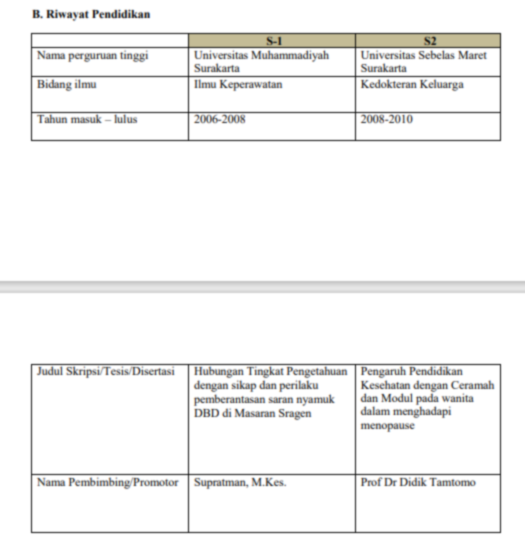 B. Riwayat Pendidikan
S-1 S2
Nama perguruan tinggi Universitas Muhammadiyah Surakarta Universitas Sebelas Maret Surakarta
Bidang ilmu Ilmu Keperawatan Kedokteran Keluarga
Tahun masuk – lulus 2006-2008 2008-2010
Judul Skripsi/Tesis/Disertasi Hubungan Tingkat Pengetahuan dengan sikap dan perilaku pemberantasan saran nyamuk DBD di Masaran Sragen Pengaruh Pendidikan Kesehatan dengan Ceramah dan Modul pada wanita dalam menghadapi menopause
Nama Pembimbing/Promotor Supratman, M.Kes. Prof Dr Didik Tamtomo